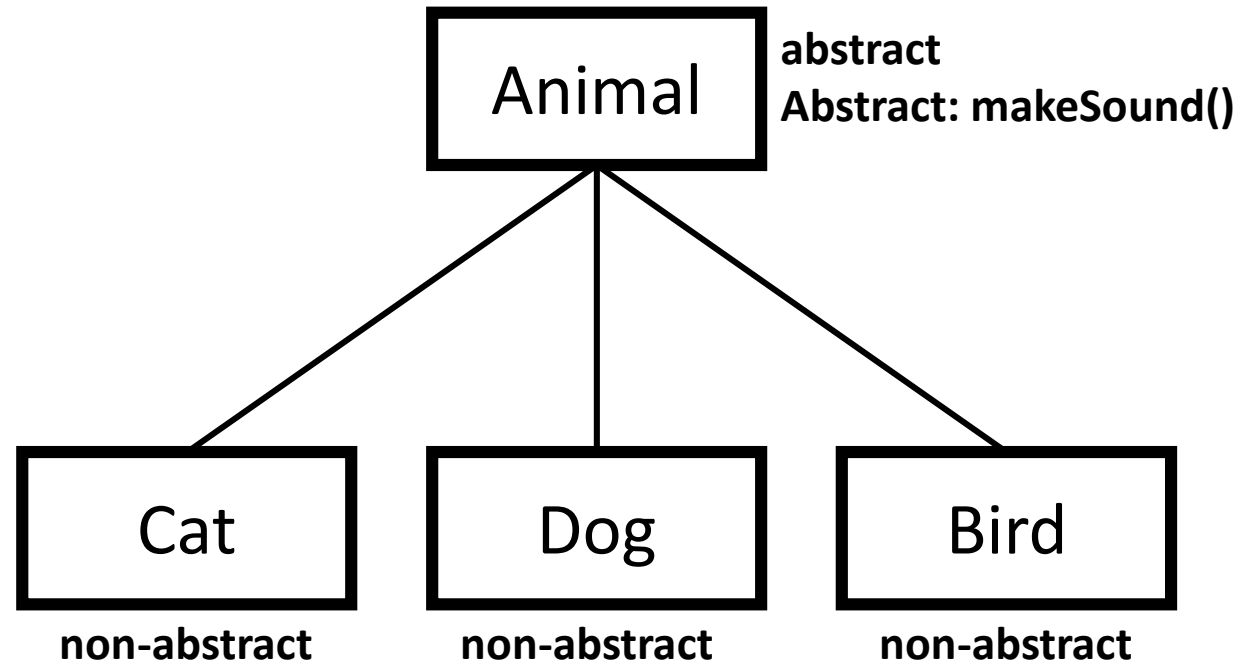 Animal
abstract
Abstract: makeSound()
Cat
Dog
Bird
non-abstract
non-abstract
non-abstract